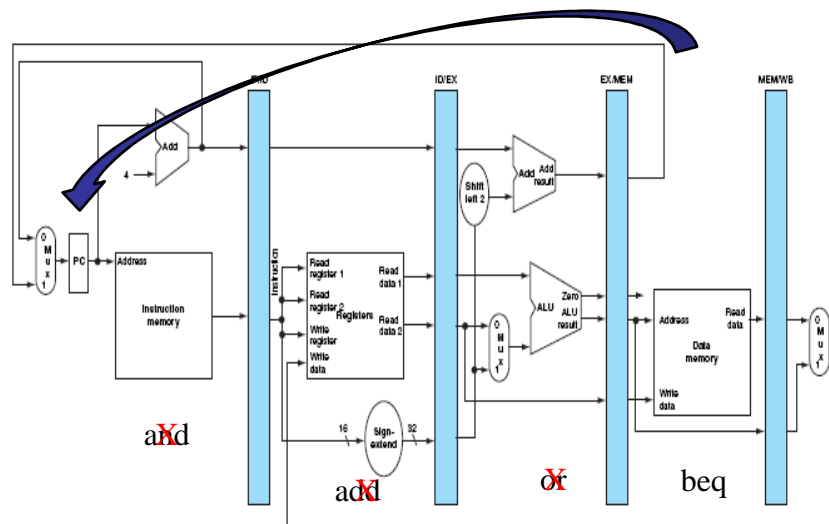 ID/EX
EX/MEM
MEM/WB
Add
4
Add
Add
result
Shift
left 2
0
M
u
x
1
PC
Address
Instruction
memory
Instruction
Read
register 1
Read
register 2
Registers
Write
register
Write
data
Read
data 1
Read
data 2
0
M
u
x
1
Zero
ALU
ALU
result
Address
Read
data
Data
memory
Write
data
0
M
u
x
1
16
Sign-
extend
32
and
X
add
X
or
X
beq